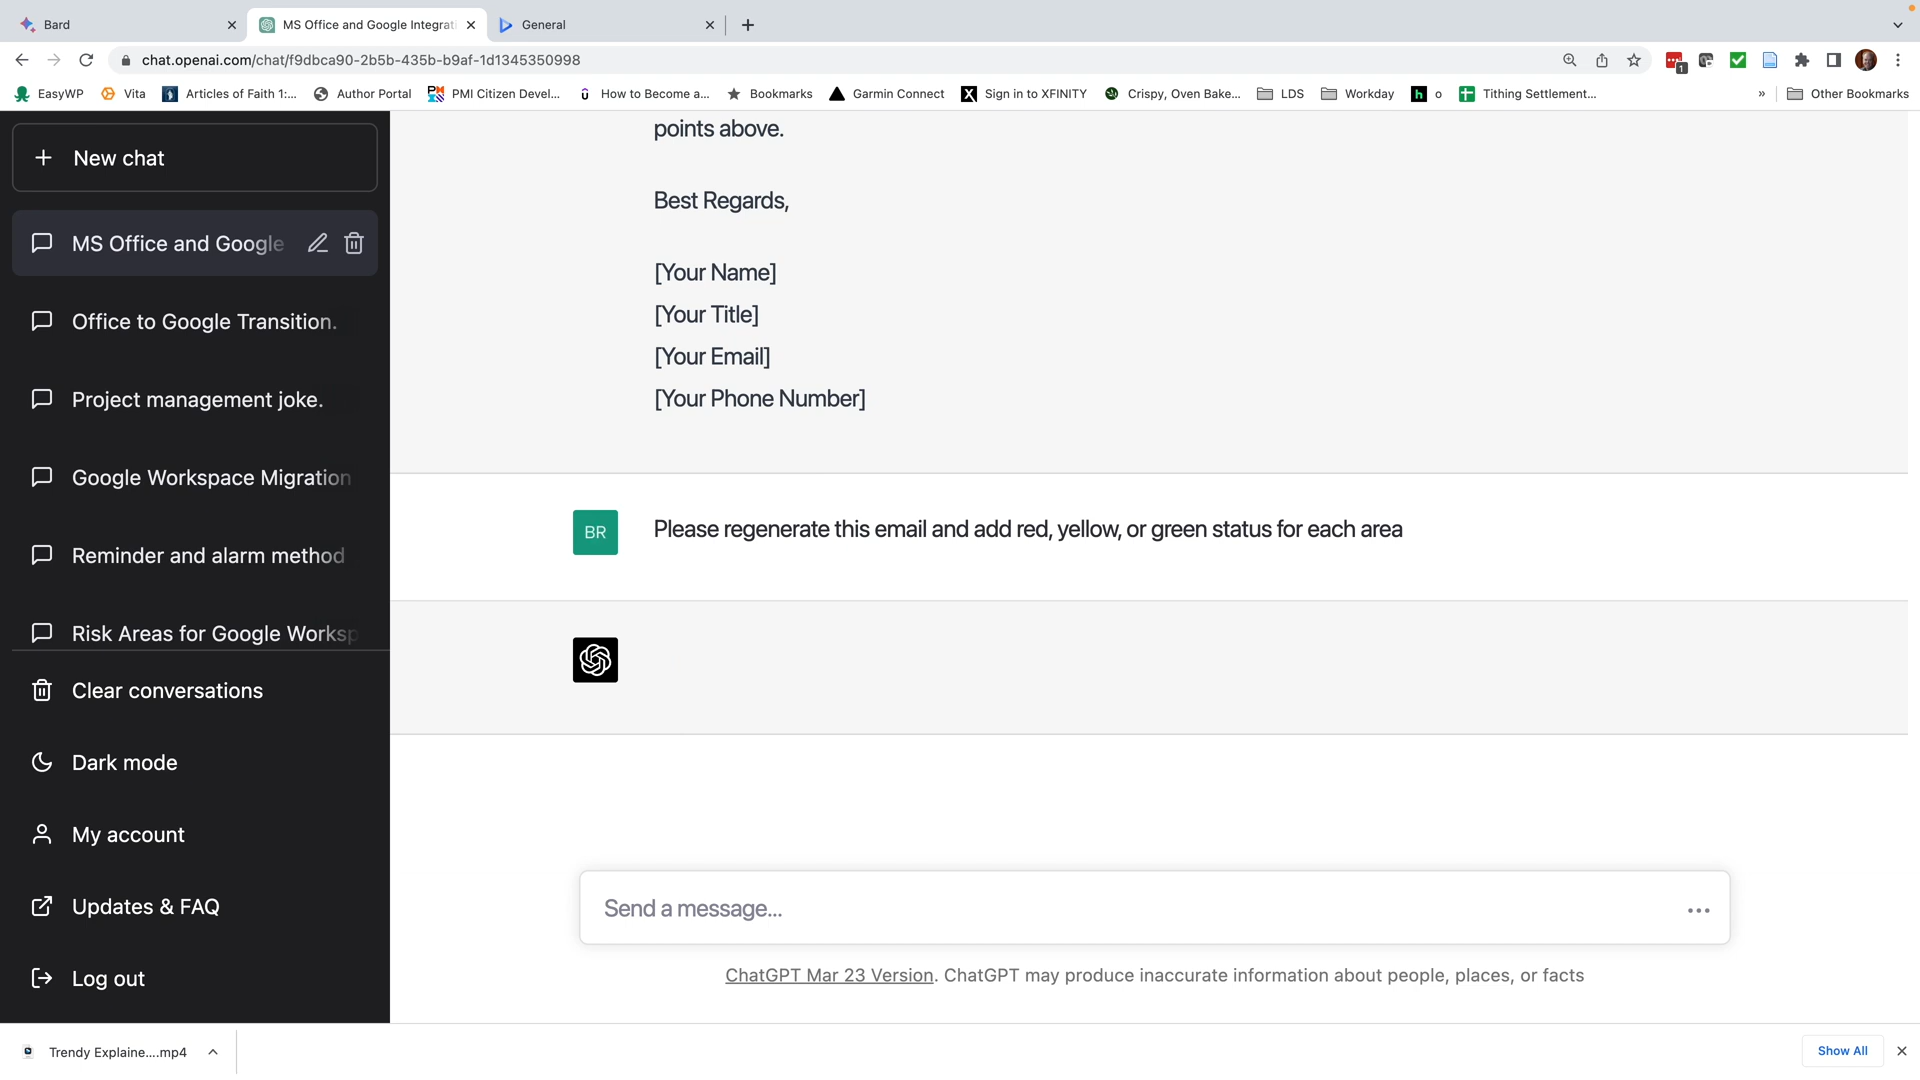 Bard
MS Office and Google Integrati
General
chat.openai.com/chat/f9dbca90-2b5b-435b-b9af-1d1345350998
1
EasyWP
Vita
Articles of Faith 1:...
Author Portal
PMI Citizen Devel...
How to Become a...
Bookmarks
Garmin Connect
Sign in to XFINITY
Crispy, Oven Bake...
LDS
Workday
h
o
Tithing Settlement...
»
Other Bookmarks
New chat
MS Office and Google
Office to Google Transition.
Project management joke.
Google Workspace Migration
Reminder and alarm method
Risk Areas for Google Worksp
Clear conversations
Dark mode
My account
Updates & FAQ
Log out
points above.
Best Regards,
[Your Name]
[Your Title]
[Your Email]
[Your Phone Number]
BR
Please regenerate this email and add red, yellow, or green status for each area
Send a message...
ChatGPT Mar 23 Version. ChatGPT may produce inaccurate information about people, places, or facts
Trendy Explaine....mp4
Show All